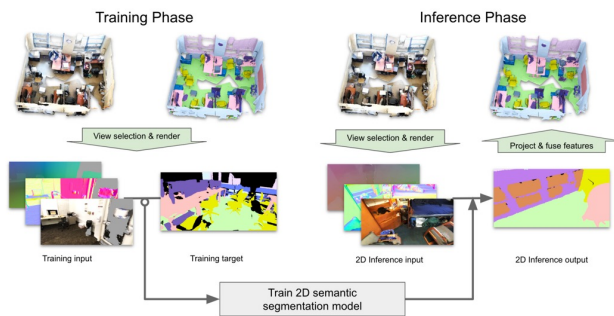 Training Phase
Inference Phase
View selection & render
View selection & render
Project & fuse features
Training input
Training target
2D Inference input
2D Inference output
Train 2D semantic
segmentation model